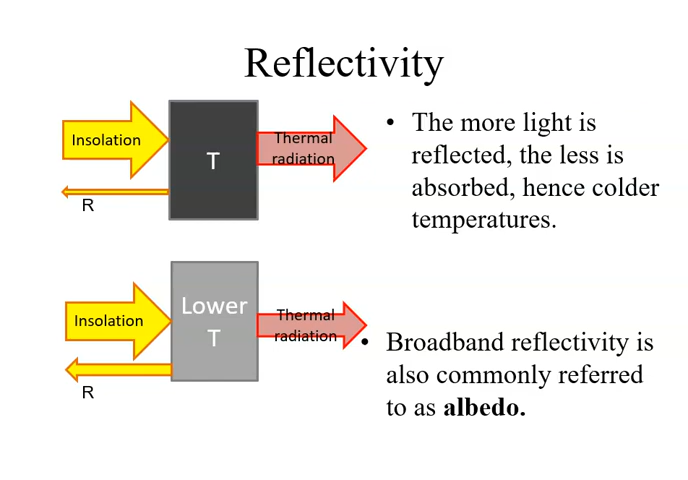 Reflectivity
Insolation
T
Thermal
radiation
R
• The more light is
reflected, the less is
absorbed, hence colder
temperatures.
Insolation
Lower
T
Thermal
radiation
R
• Broadband reflectivity is
also commonly referred
to as albedo.